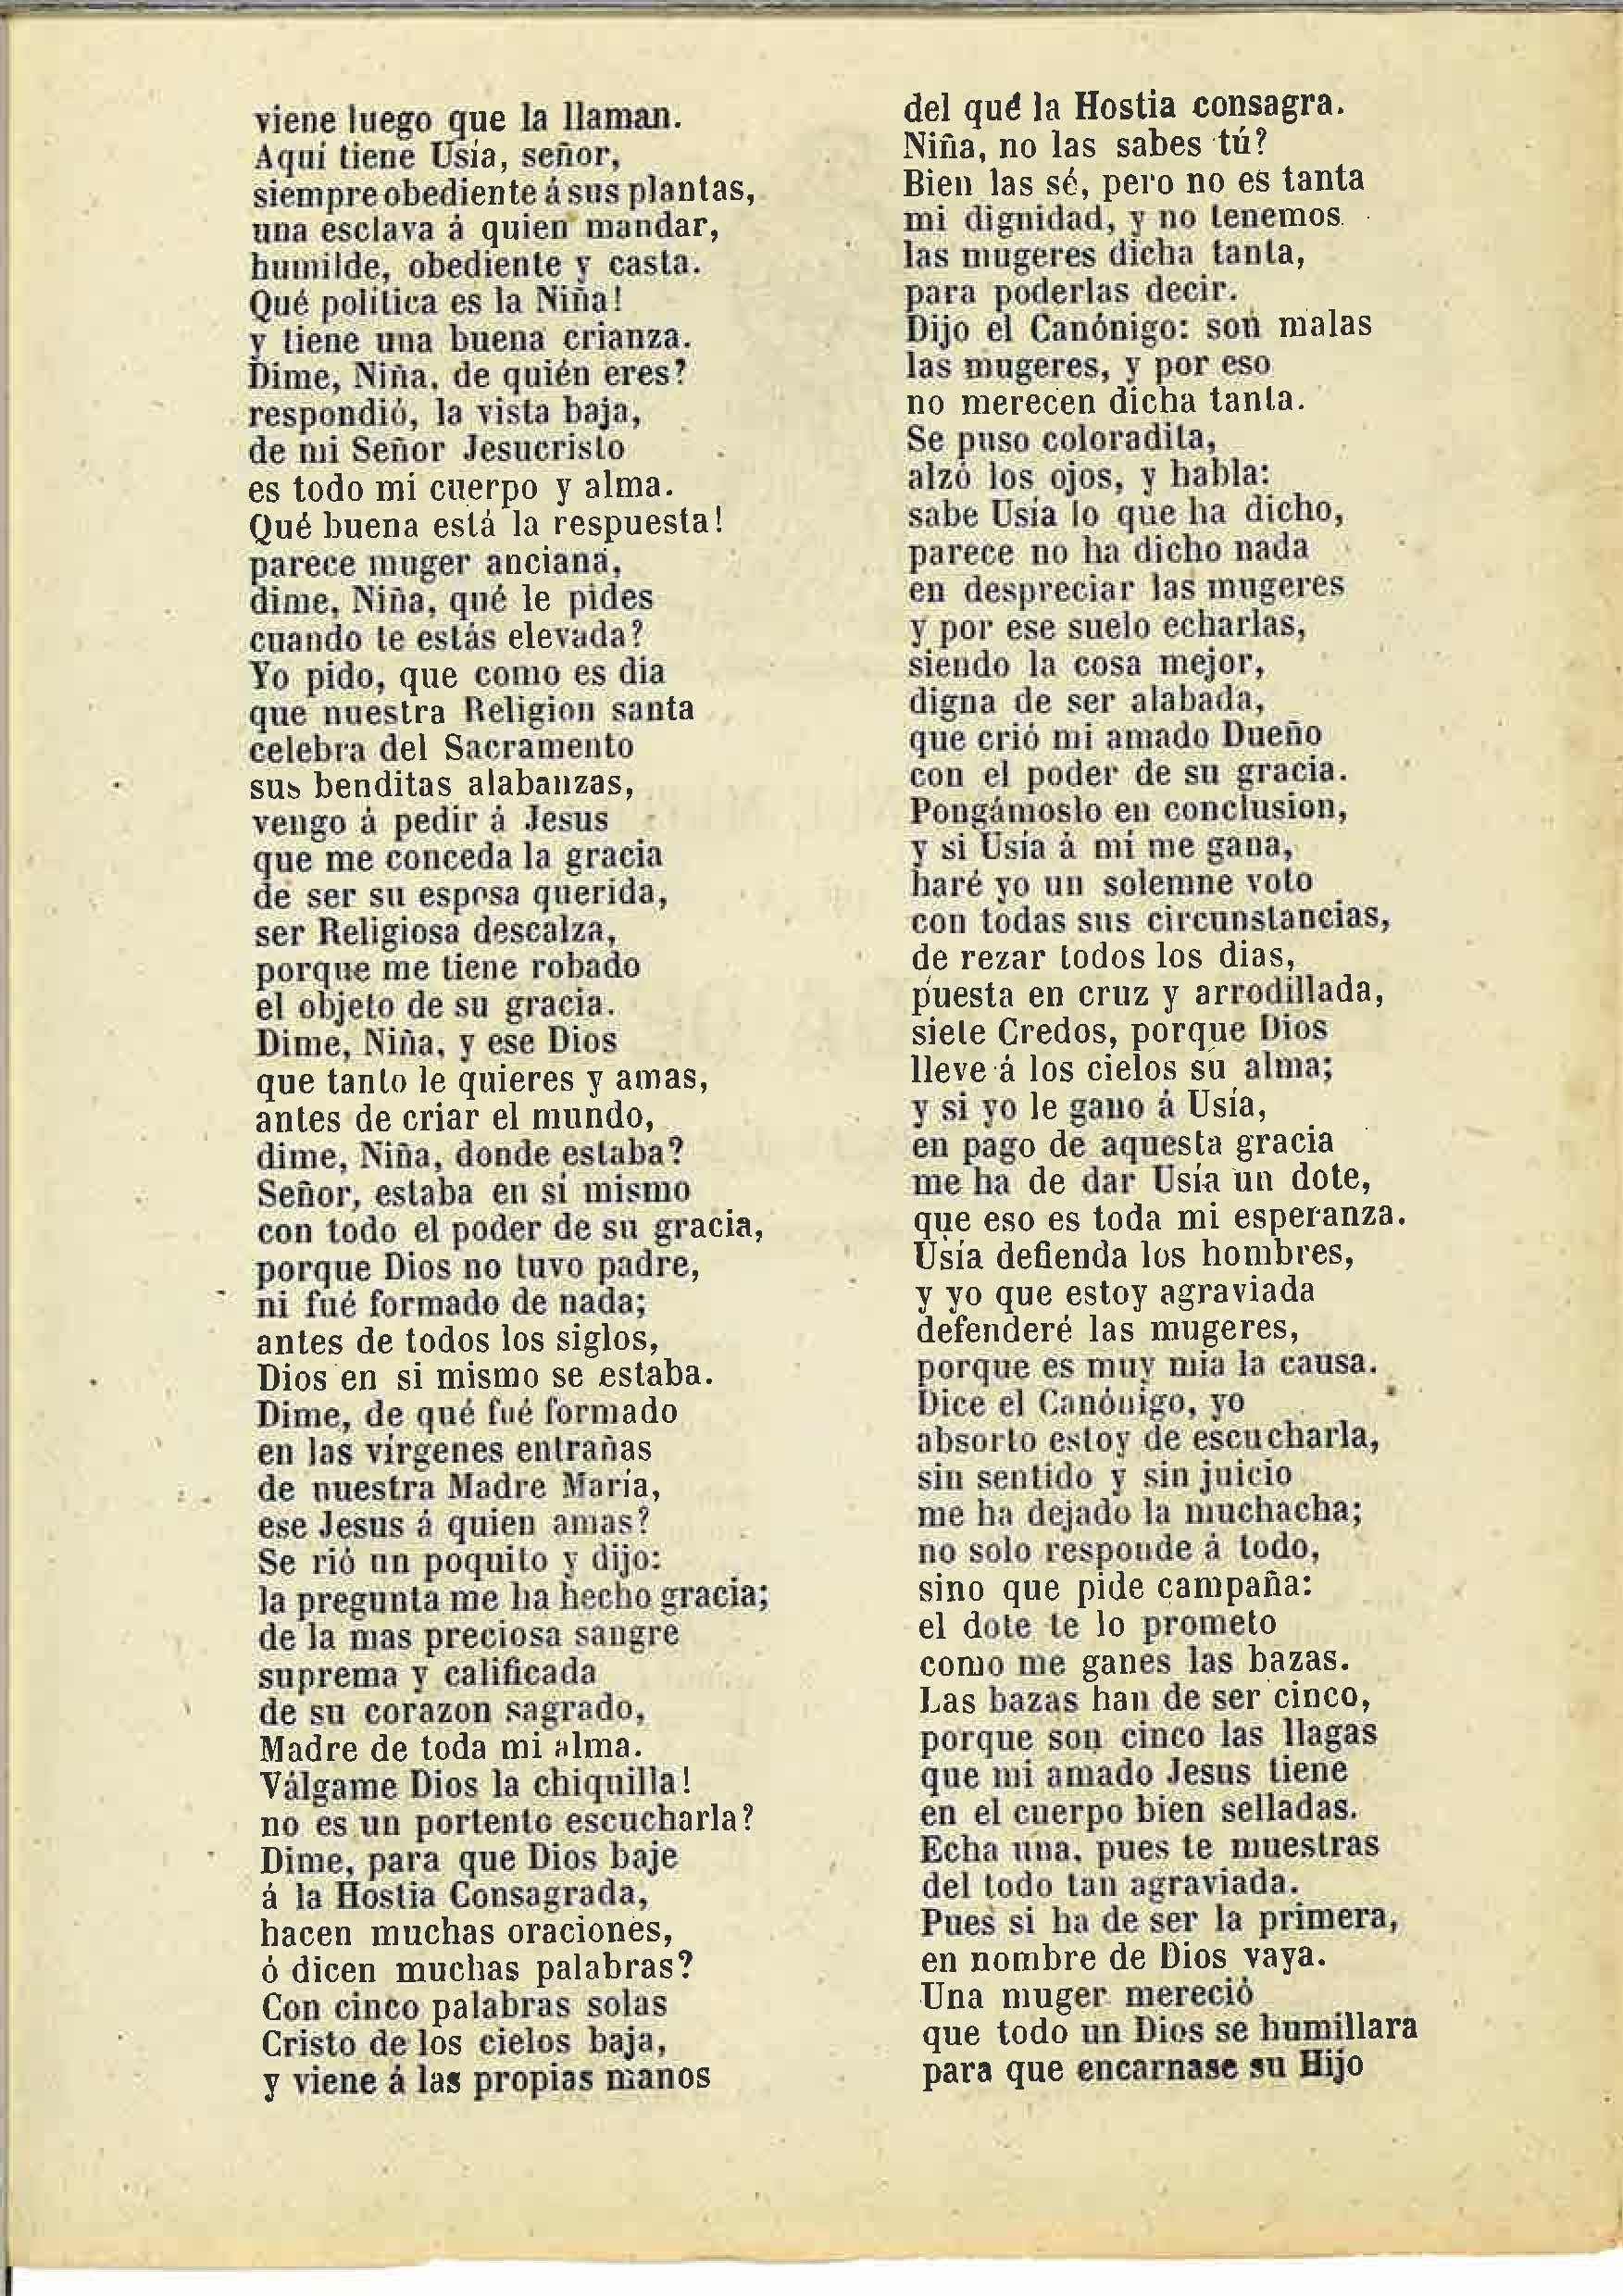 viene luego que la llaman.
Aquí tiene Usía, señor,
siempre obediente á sus plantas,
una esclava á quien mandar,
humilde, obediente y casta.
Qué política es la Niña!
y tiene una buena crianza.
Dime, Niña, de quién eres?
respondió, la vista baja,
de mi Señor Jesucristo
es todo mi cuerpo y alma.
Qué buena está la respuesta!
parece muger anciana,
dime, Niña, qué le pides
cuando te estás elevada?
Yo pido, que como es dia
que nuestra Religion santa
celebra del Sacramento
sus benditas alabanzas,
vengo á pedir á Jesus
que me conceda la gracia
de ser su esposa querida,
ser Religiosa descalza,
porque me tiene robado
el objeto de su gracia.
Dime, Niña, y ese Dios
que tanto le quieres y amas,
antes de criar el mundo,
dime, Niña, donde estaba?
Señor, estaba en sí mismo
con todo el poder de su gracia,
porque Dios no tuvo padre,
ni fué formado de nada;
antes de todos los siglos,
Dios en si mismo se estaba.
Dime, de qué fué formado
en las vírgenes entrañas
de nuestra Madre María,
ese Jesus á quien amas?
Se rió un poquito y dijo:
la pregunta me ha hecho gracia;
de la mas preciosa sangre
suprema y calificada
de su corazon sagrado,
Madre de toda mi alma.
Válgame Dios la chiquilla!
no es un portento escucharla?
Dime, para que Dios baje
á la Hostia Consagrada,
hacen muchas oraciones,
ó dicen muchas palabras?
Con cinco palabras solas
Cristo de los cielos baja,
y viene á las propias manos
del qué la Hostia consagra.
Niña, no las sabes tú?
Bien las sé, pero no es tanta
mi dignidad, y no tenemos
las mugeres dicha tanta,
para poderlas decir.
Dijo el Canónigo: son malas
las mugeres, y por eso
no merecen dicha tanta.
Se puso coloradita,
alzó los ojos, y habla:
sabe Usía lo que ha dicho,
parece no ha dicho nada
en despreciar las mugeres
y por ese suelo echarlas,
siendo la cosa mejor,
digna de ser alabada,
que crió mi amado Dueño
con el poder de su gracia.
Pongámoslo en conclusion,
y si Usía á mí me gana,
haré yo un solemne voto
con todas sus circunstancias,
de rezar todos los dias,
puesta en cruz y arrodillada,
siete Credos, porque Dios
lleve á los cielos su alma;
y si yo le gano á Usía,
en pago de aquesta gracia
me ha de dar Usía un dote,
que eso es toda mi esperanza.
Usía defienda los hombres,
y yo que estoy agraviada
defenderé las mugeres,
porque es muy mia la causa.
Dice el Canónigo, yo
absorto estoy de escucharla,
sin sentido y sin juicio
me ha dejado la muchacha;
no solo responde á todo,
sino que pide campaña:
el dote te lo prometo
como me ganes las bazas.
Las bazas han de ser cinco,
porque son cinco las llagas
que mi amado Jesus tiene
en el cuerpo bien selladas.
Echa una, pues te muestras
del todo tan agraviada.
Pues si ha de ser la primera,
en nombre de Dios vaya.
Una muger mereció
que todo un Dios se humillara
para que encarnase su Hijo